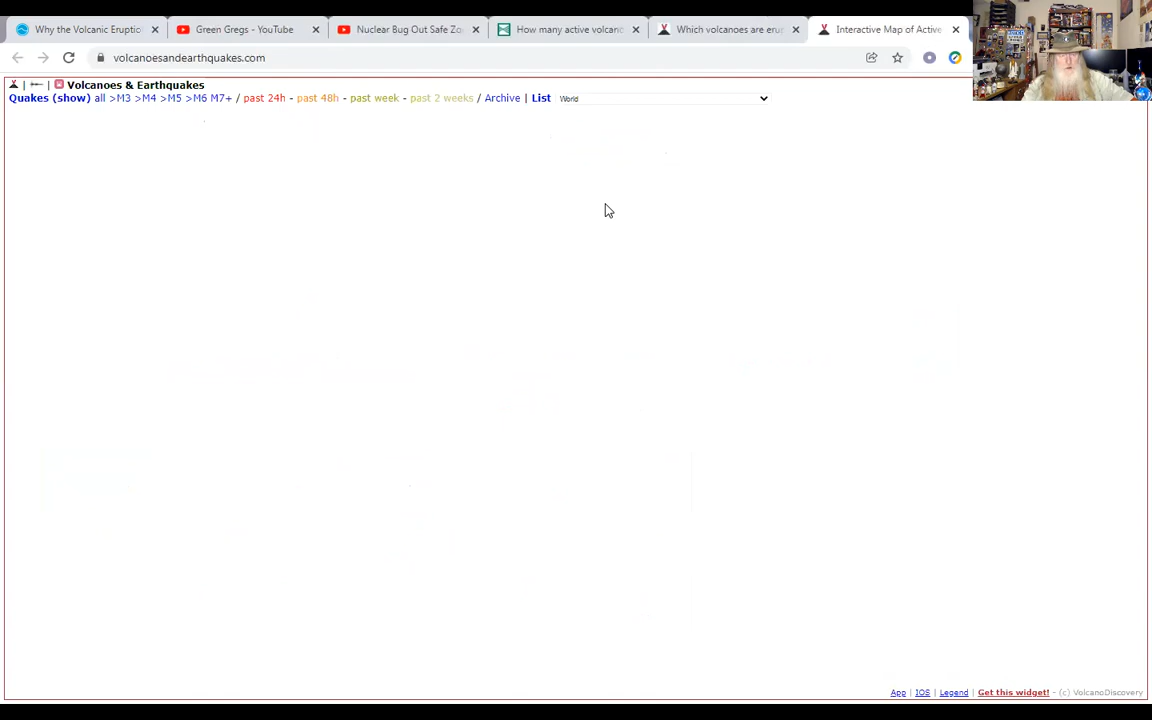 Why the Volcanic Eruptic
Green Gregs - YouTube
Nuclear Bug Out Safe Zo
How many active volcano
Which volcanoes are erup
Interactive Map of Active
volcanoesandearthquakes.com
| | Volcanoes & Earthquakes
Quakes (show) all >M3 >M4 >M5 >M6 M7+ / past 24h - past 48h - past week - past 2 weeks / Archive | List World
App | IOS | Legend | Get this widget! - (c) VolcanoDiscovery